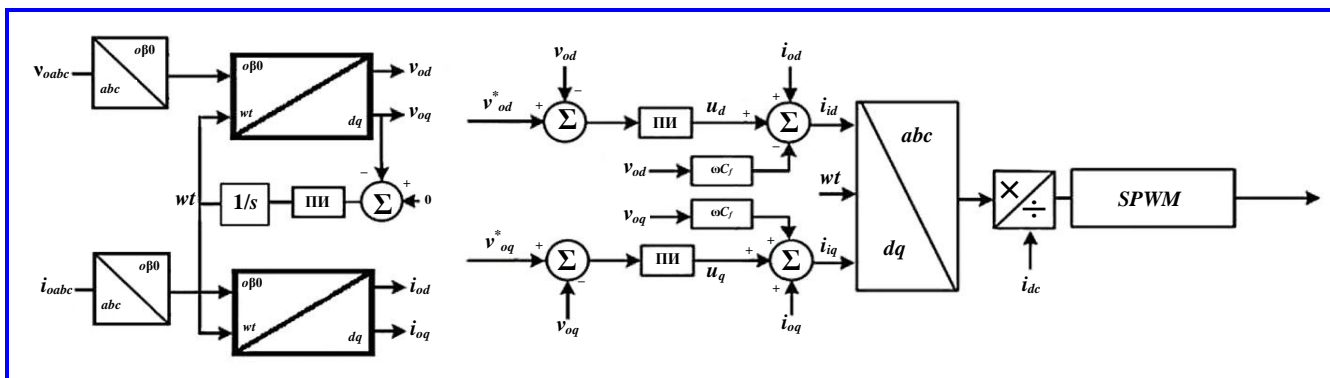 v_oabc
oβ0
abc
oβ0
wt
dq
v_od
v_oq
−
+
Σ
0
wt
1/s
ПИ
i_oabc
oβ0
abc
oβ0
wt
dq
i_od
i_oq
v_od
−
v*_od
+
Σ
ПИ
u_d
+
i_od
+
Σ
−
i_id
v_od
ωC_f
v_oq
ωC_f
v*_oq
+
Σ
−
v_oq
ПИ
u_q
+
+
Σ
+
i_oq
i_iq
wt
abc
dq
×
÷
i_dc
SPWM